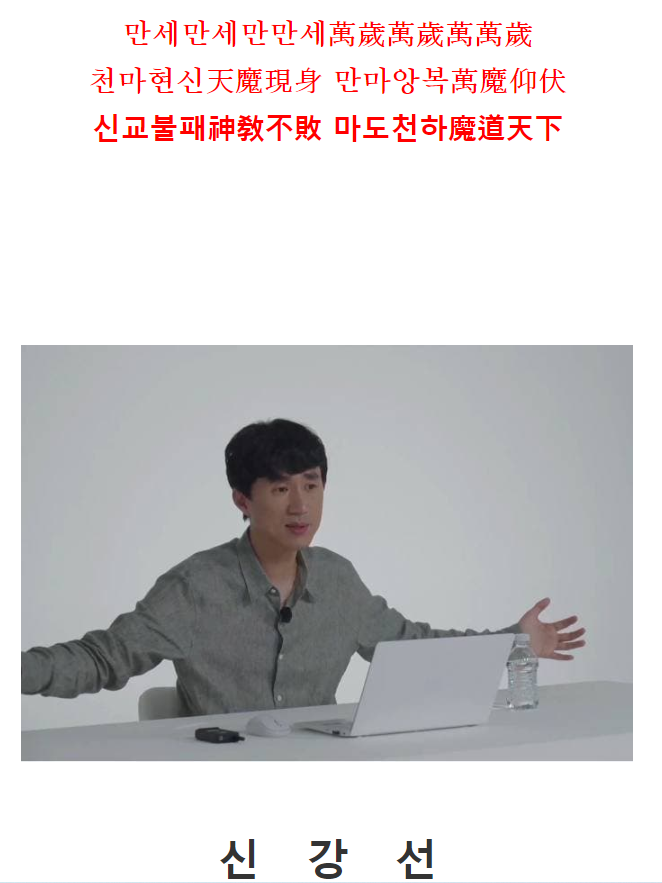 만세만세만만세萬歲萬歲萬萬歲
천마현신天魔現身 만마앙복萬魔仰伏
신교불패神敎不敗 마도천하魔道天下
신 강 선